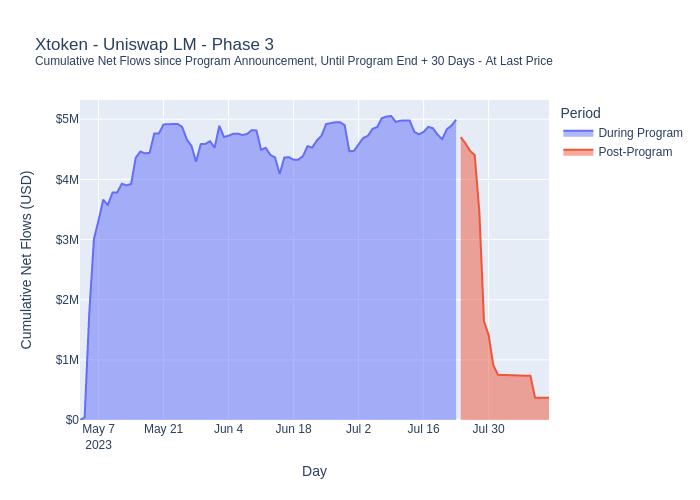 Xtoken - Uniswap LM - Phase 3
Cumulative Net Flows since Program Announcement, Until Program End + 30 Days - At Last Price
Period
During Program
Post-Program
Cumulative Net Flows (USD)
$5M
$4M
$3M
$2M
$1M
$0
May 7
2023
May 21
Jun 4
Jun 18
Jul 2
Jul 16
Jul 30
Day